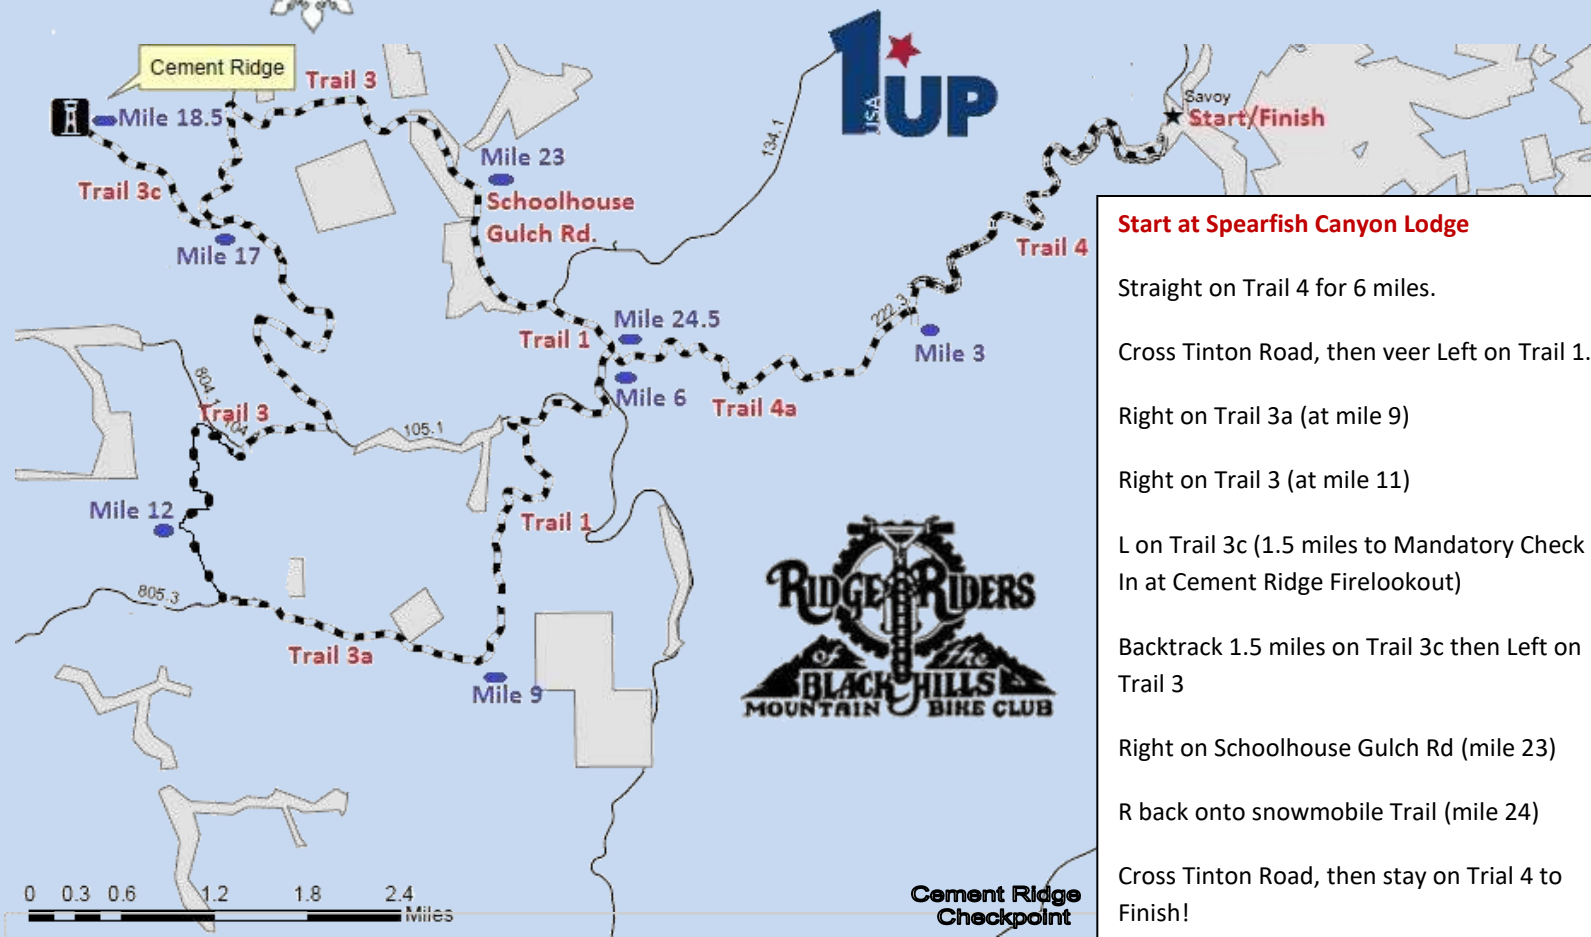 Cement Ridge
Trail 3
Mile 18.5
Trail 3c
Mile 17
Mile 23
Schoolhouse
Gulch Rd.
1
USA
UP
134.1
Savoy
Start/Finish
Trail 4
222.3
Mile 3
Mile 24.5
Trail 1
Mile 6
Trail 4a
804.1
Trail 3
104.
105.1
Mile 12
Trail 1
805.3
Trail 3a
Mile 9
RIDGE RIDERS
of the
BLACK HILLS
MOUNTAIN BIKE CLUB
0 0.3 0.6 1.2 1.8 2.4
Miles
Cement Ridge
Checkpoint
Start at Spearfish Canyon Lodge
Straight on Trail 4 for 6 miles.
Cross Tinton Road, then veer Left on Trail 1.
Right on Trail 3a (at mile 9)
Right on Trail 3 (at mile 11)
L on Trail 3c (1.5 miles to Mandatory Check
In at Cement Ridge Firelookout)
Backtrack 1.5 miles on Trail 3c then Left on
Trail 3
Right on Schoolhouse Gulch Rd (mile 23)
R back onto snowmobile Trail (mile 24)
Cross Tinton Road, then stay on Trial 4 to
Finish!